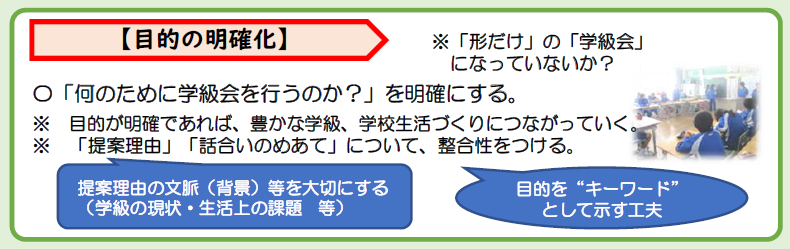 【目的の明確化】
※「形だけ」の「学級会」
になっていないか？
〇「何のために学級会を行うのか？」を明確にする。
※　目的が明確であれば、豊かな学級、学校生活づくりにつながっていく。
※　「提案理由」「話合いのめあて」について、整合性をつける。
提案理由の文脈（背景）等を大切にする
（学級の現状・生活上の課題　等）
目的を“キーワード”
として示す工夫